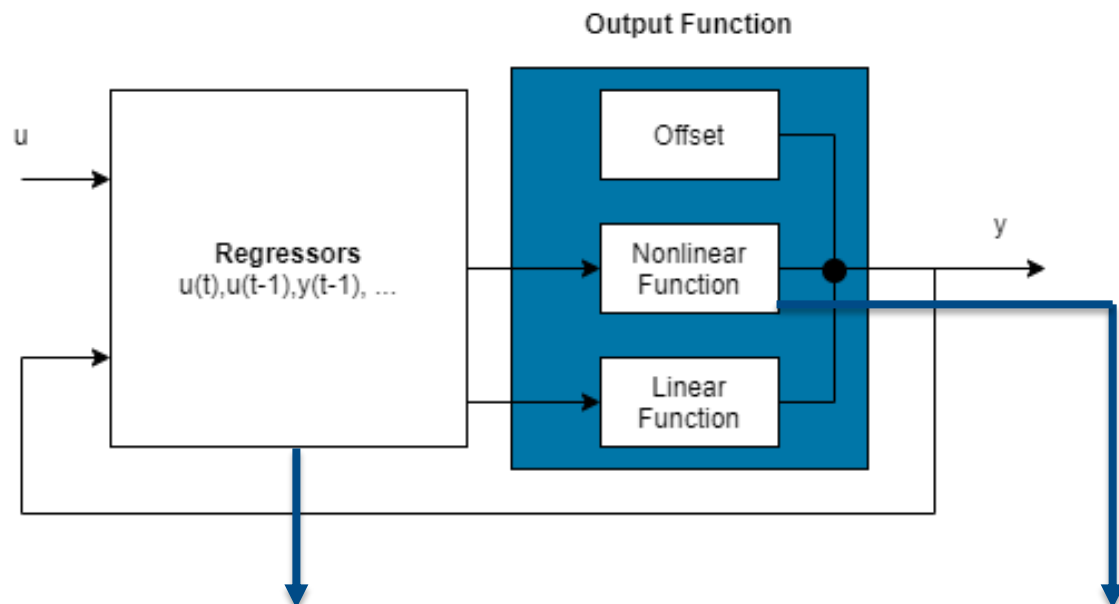 Output Function
u
Regressors
u(t),u(t-1),y(t-1), ...
Offset
Nonlinear
Function
Linear
Function
y